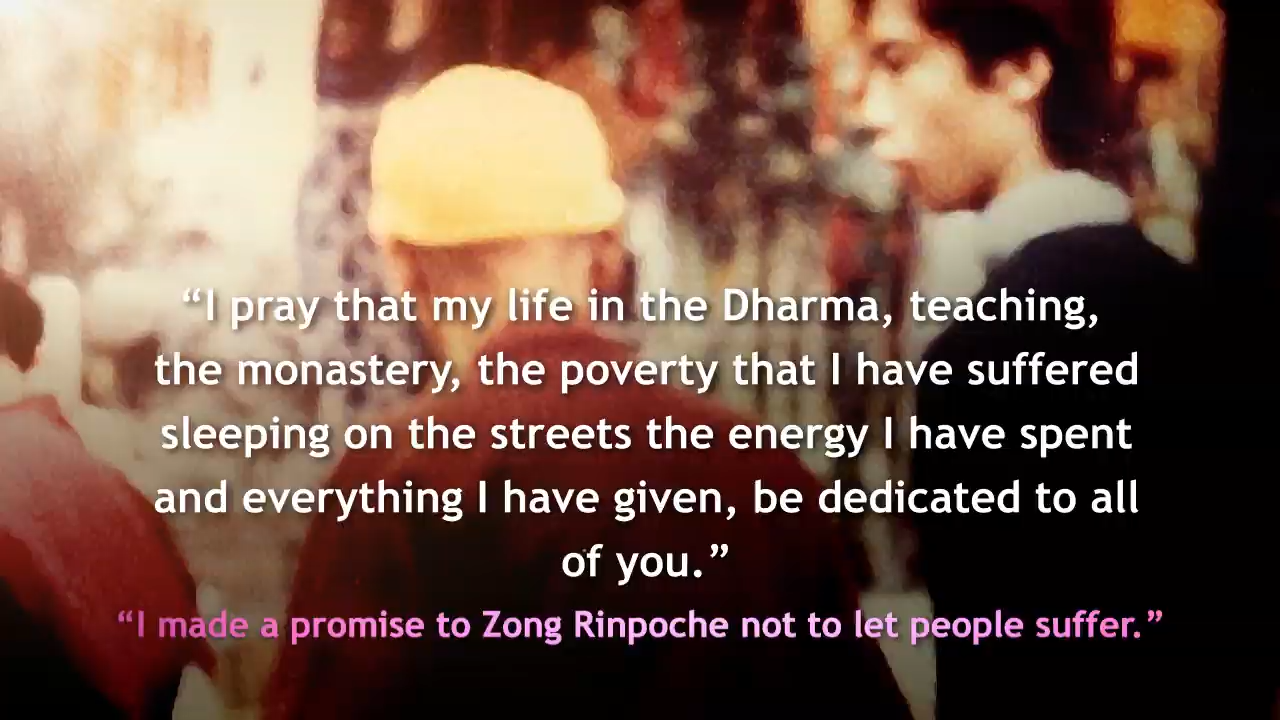 “I pray that my life in the Dharma, teaching,
the monastery, the poverty that I have suffered
sleeping on the streets the energy I have spent
and everything I have given, be dedicated to all
of you.”
“I made a promise to Zong Rinpoche not to let people suffer.”